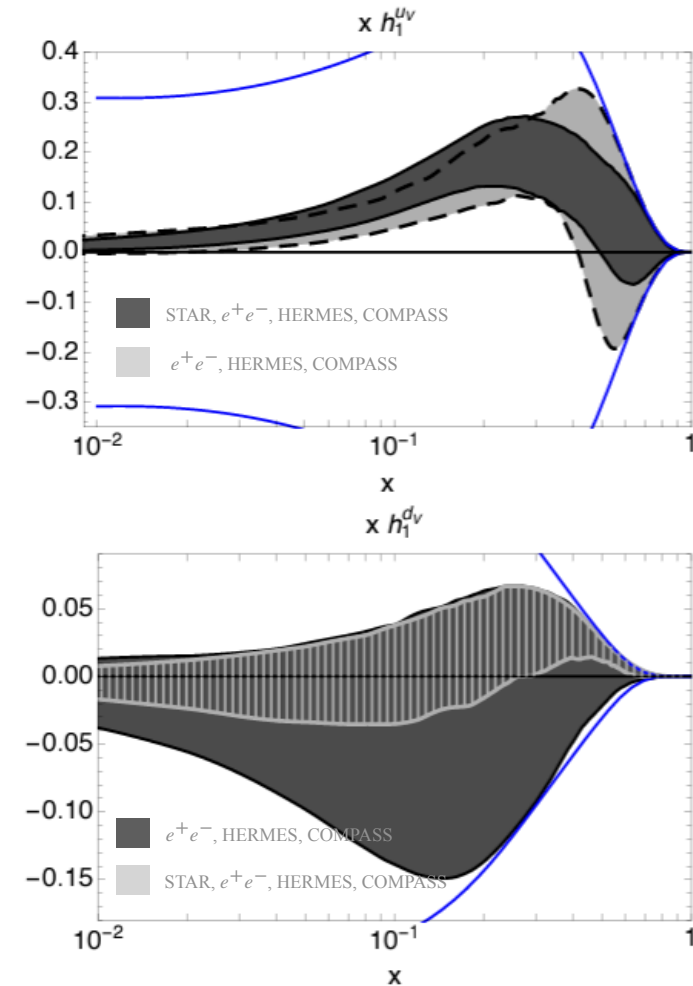 x h₁^{u_v}
0.4
0.3
0.2
0.1
0.0
−0.1
−0.2
−0.3
STAR, e⁺e⁻, HERMES, COMPASS
e⁺e⁻, HERMES, COMPASS
10⁻² 10⁻¹ 1
x
x h₁^{d_v}
0.05
0.00
−0.05
−0.10
−0.15
e⁺e⁻, HERMES, COMPASS
STAR, e⁺e⁻, HERMES, COMPASS
10⁻² 10⁻¹ 1
x